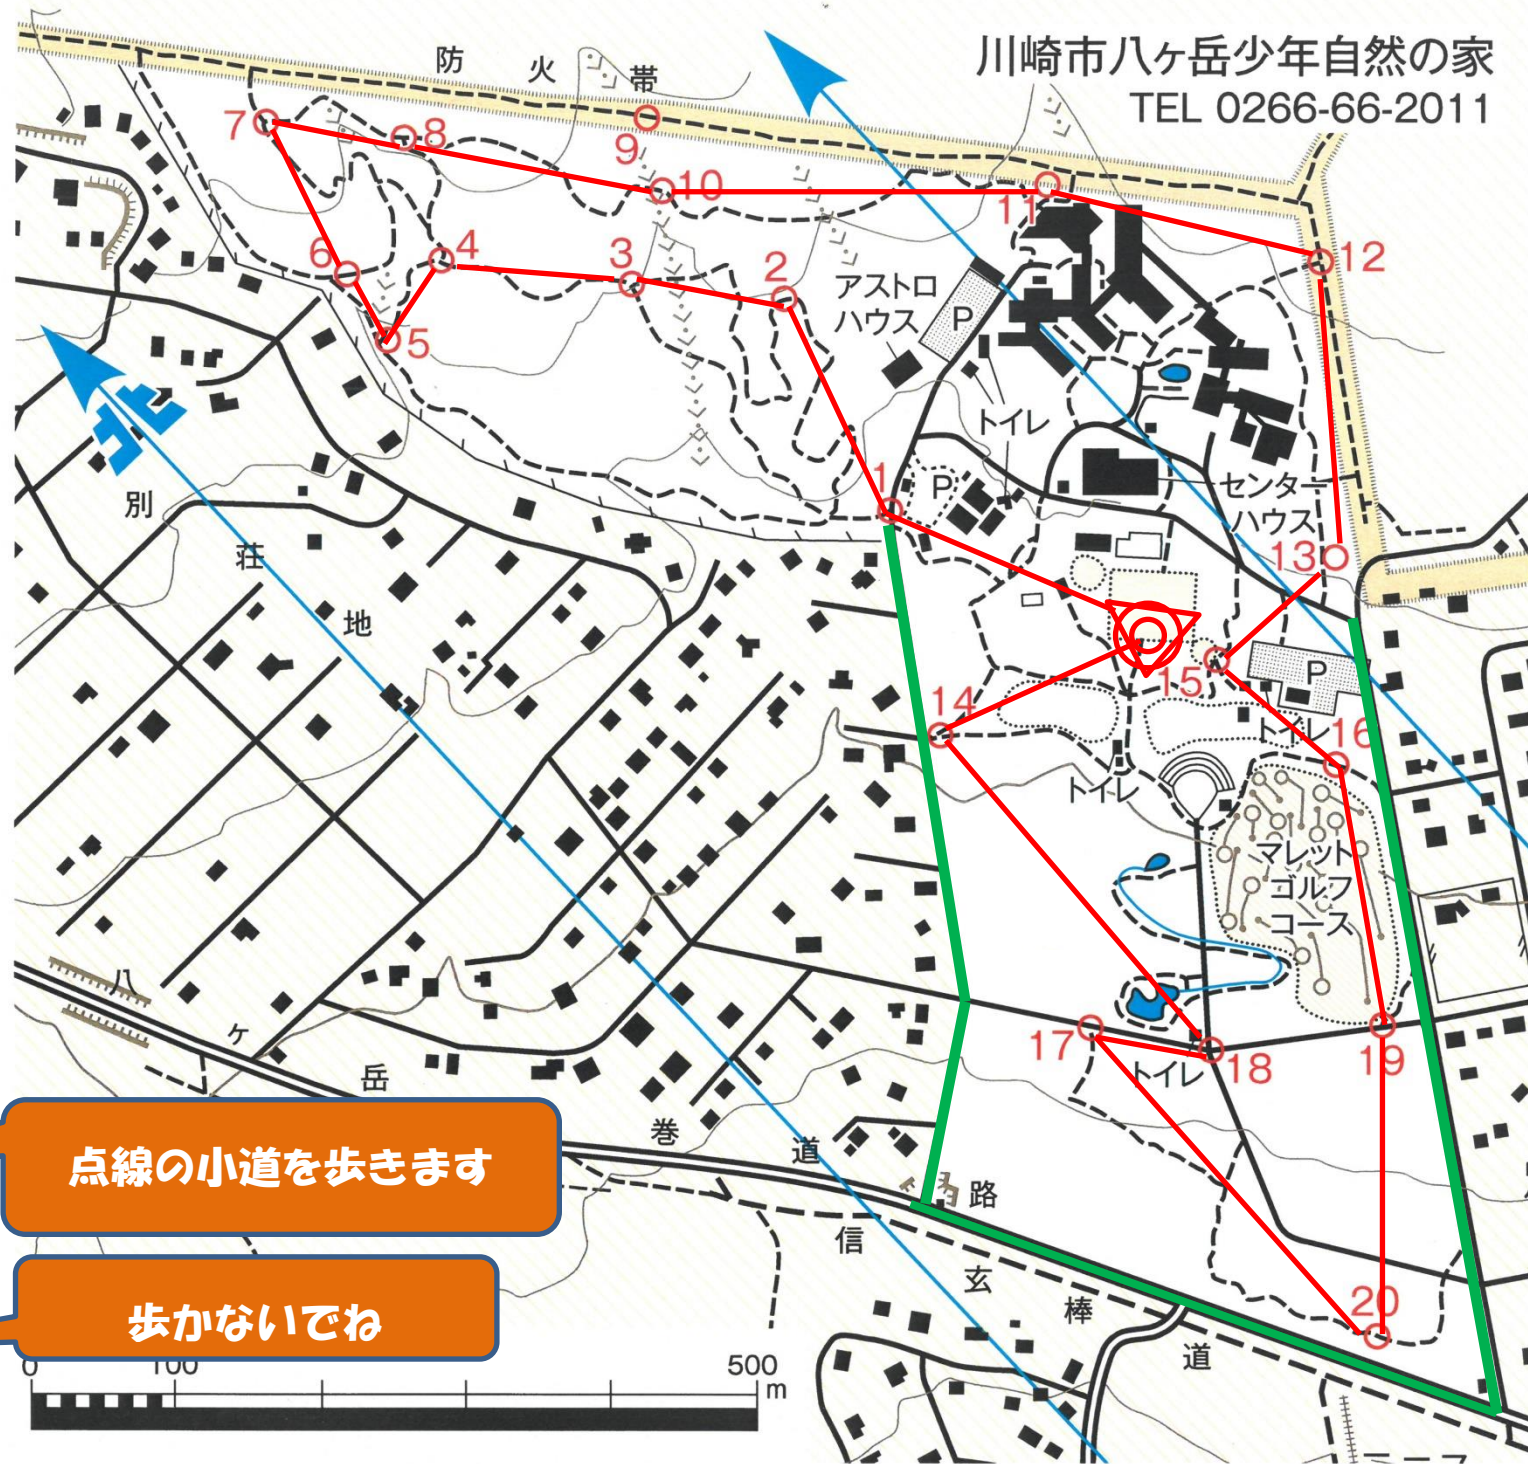 川崎市八ヶ岳少年自然の家
TEL 0266-66-2011
防火帯
7
8
9
10
11
12
6
4
3
2
5
アストロ
ハウス
P
トイレ
1
P
センター
ハウス
13
別荘地
14
15
P
トイレ
16
トイレ
マレット
ゴルフ
コース
17
18
19
トイレ
八ヶ岳巻道路
点線の小道を歩きます
信玄棒道
20
歩かないでね
0
100
500
m
北